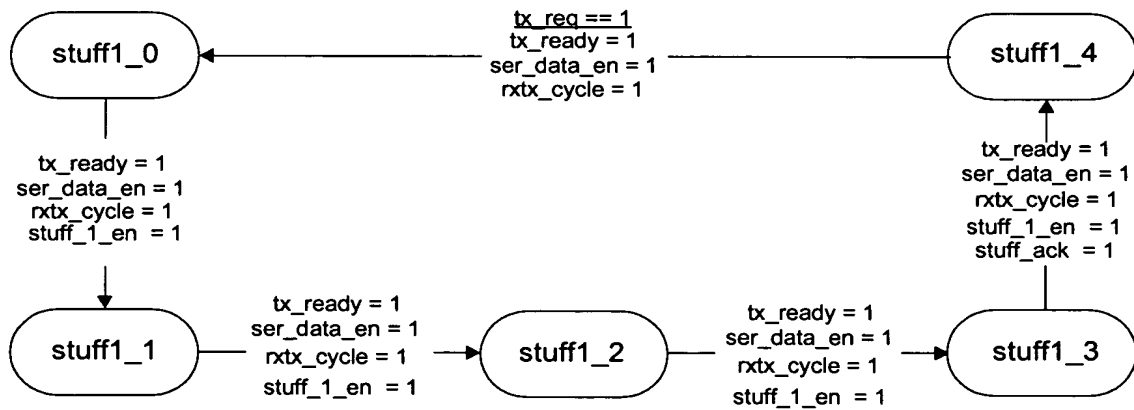 stuff1_0
tx_req == 1
tx_ready = 1
ser_data_en = 1
rxtx_cycle = 1
stuff1_4
tx_ready = 1
ser_data_en = 1
rxtx_cycle = 1
stuff_1_en = 1
tx_ready = 1
ser_data_en = 1
rxtx_cycle = 1
stuff_1_en = 1
stuff_ack = 1
stuff1_1
tx_ready = 1
ser_data_en = 1
rxtx_cycle = 1
stuff_1_en = 1
stuff1_2
tx_ready = 1
ser_data_en = 1
rxtx_cycle = 1
stuff_1_en = 1
stuff1_3